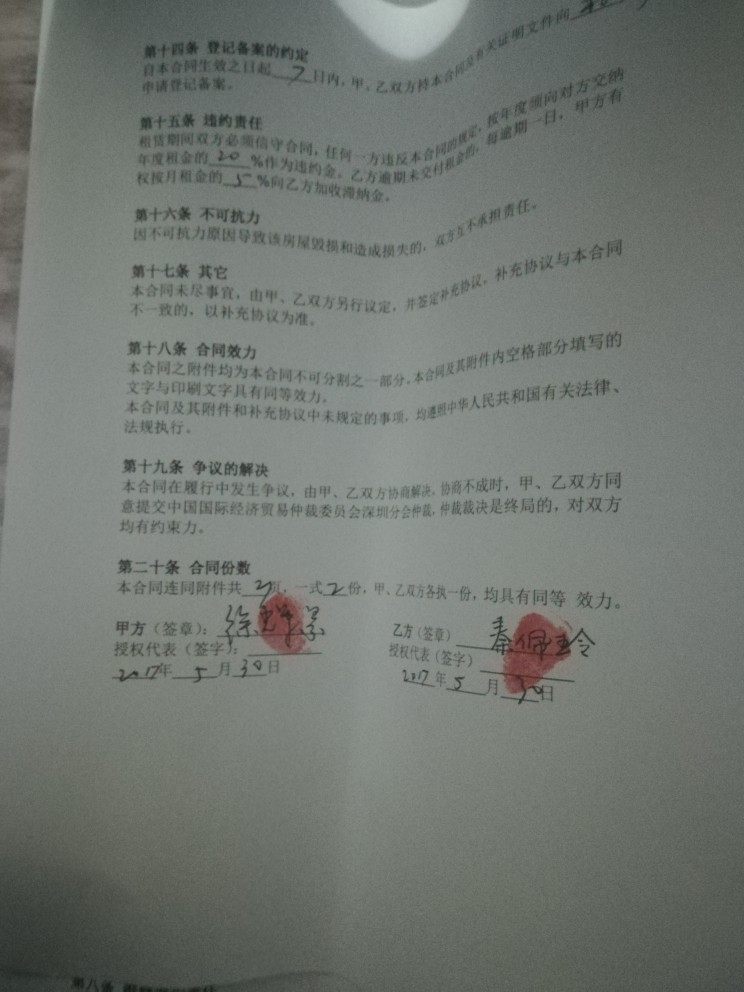 第十四条 登记备案的约定
自本合同生效之日起 7 日内，甲、乙双方持本合同及有关证明文件向
申请登记备案。
第十五条 违约责任
租赁期间双方必须信守合同，任何一方违反本合同的规定，按年度须向对方交纳
年度租金的 20 %作为违约金。乙方逾期未交付租金的，每逾期一日，甲方有
权按月租金的 5 %向乙方加收滞纳金。
第十六条 不可抗力
因不可抗力原因导致该房屋毁损和造成损失的，双方互不承担责任。
第十七条 其它
本合同未尽事宜，由甲、乙双方另行议定，并签定补充协议。补充协议与本合同
不一致的，以补充协议为准。
第十八条 合同效力
本合同之附件均为本合同不可分割之一部分。本合同及其附件内空格部分填写的
文字与印刷文字具有同等效力。
本合同及其附件和补充协议中未规定的事项，均遵照中华人民共和国有关法律、
法规执行。
第十九条 争议的解决
本合同在履行中发生争议，由甲、乙双方协商解决，协商不成时，甲、乙双方同
意提交中国国际经济贸易仲裁委员会深圳分会仲裁，仲裁裁决是终局的，对双方
均有约束力。
第二十条 合同份数
本合同连同附件共 2 页，一式 2 份，甲、乙双方各执一份，均具有同等 效力。
甲方（签章）：徐
乙方（签章） 秦佩玲
授权代表（签字）：
授权代表（签字）
2017年 5 月 30 日
2017 年 5 月 30 日
第八条